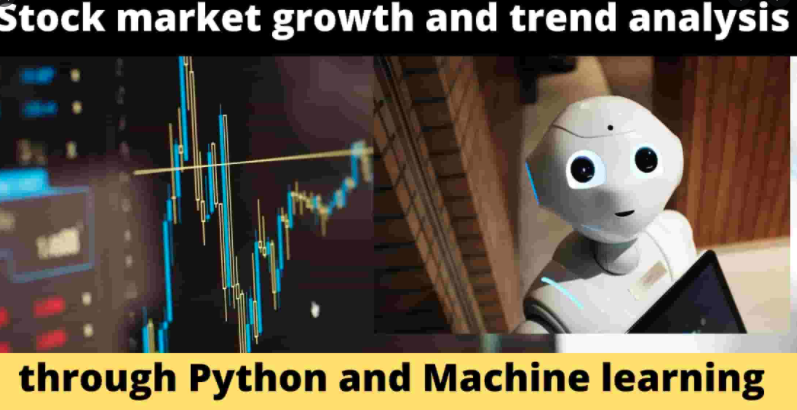 Stock market growth and trend analysis
through Python and Machine learning